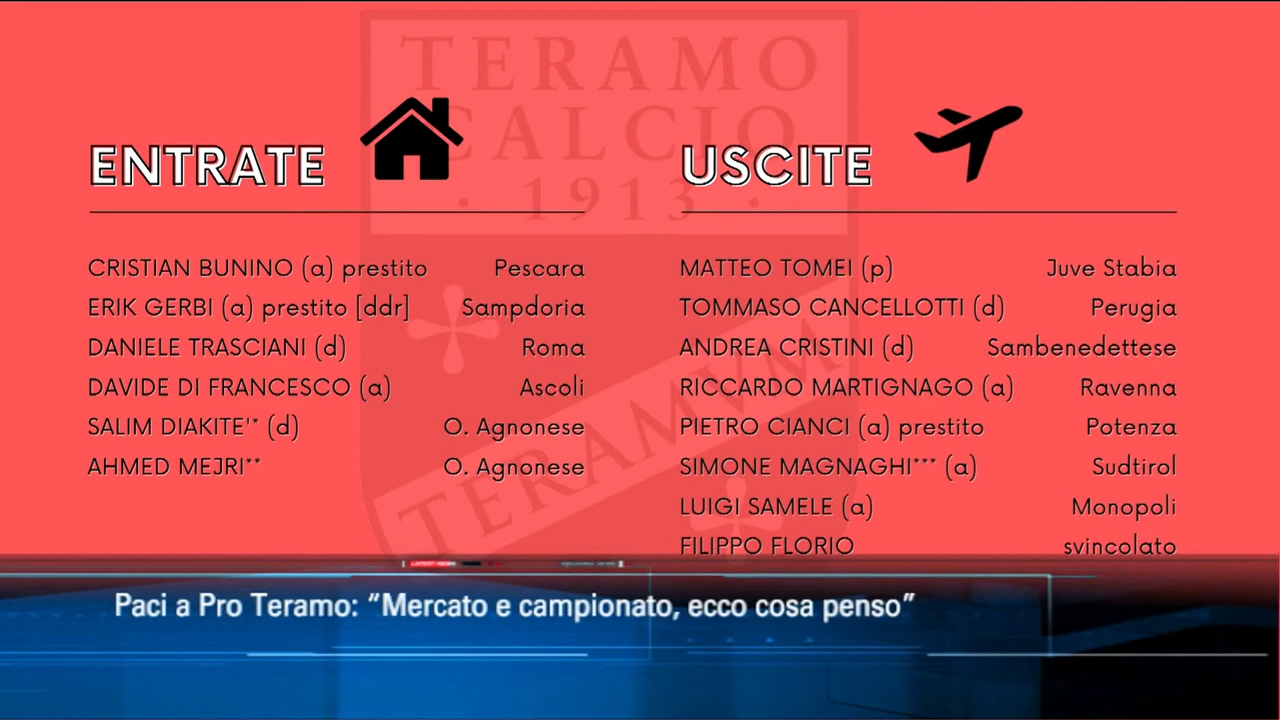 TERAMO
CALCIO
· 1913 ·
TERAMVM
ENTRATE
CRISTIAN BUNINO (a) prestito Pescara
ERIK GERBI (a) prestito [ddr] Sampdoria
DANIELE TRASCIANI (d) Roma
DAVIDE DI FRANCESCO (a) Ascoli
SALIM DIAKITE'* (d) O. Agnonese
AHMED MEJRI** O. Agnonese
USCITE
MATTEO TOMEI (p) Juve Stabia
TOMMASO CANCELLOTTI (d) Perugia
ANDREA CRISTINI (d) Sambenedettese
RICCARDO MARTIGNAGO (a) Ravenna
PIETRO CIANCI (a) prestito Potenza
SIMONE MAGNAGHI*** (a) Sudtirol
LUIGI SAMELE (a) Monopoli
FILIPPO FLORIO svincolato
Paci a Pro Teramo: “Mercato e campionato, ecco cosa penso”